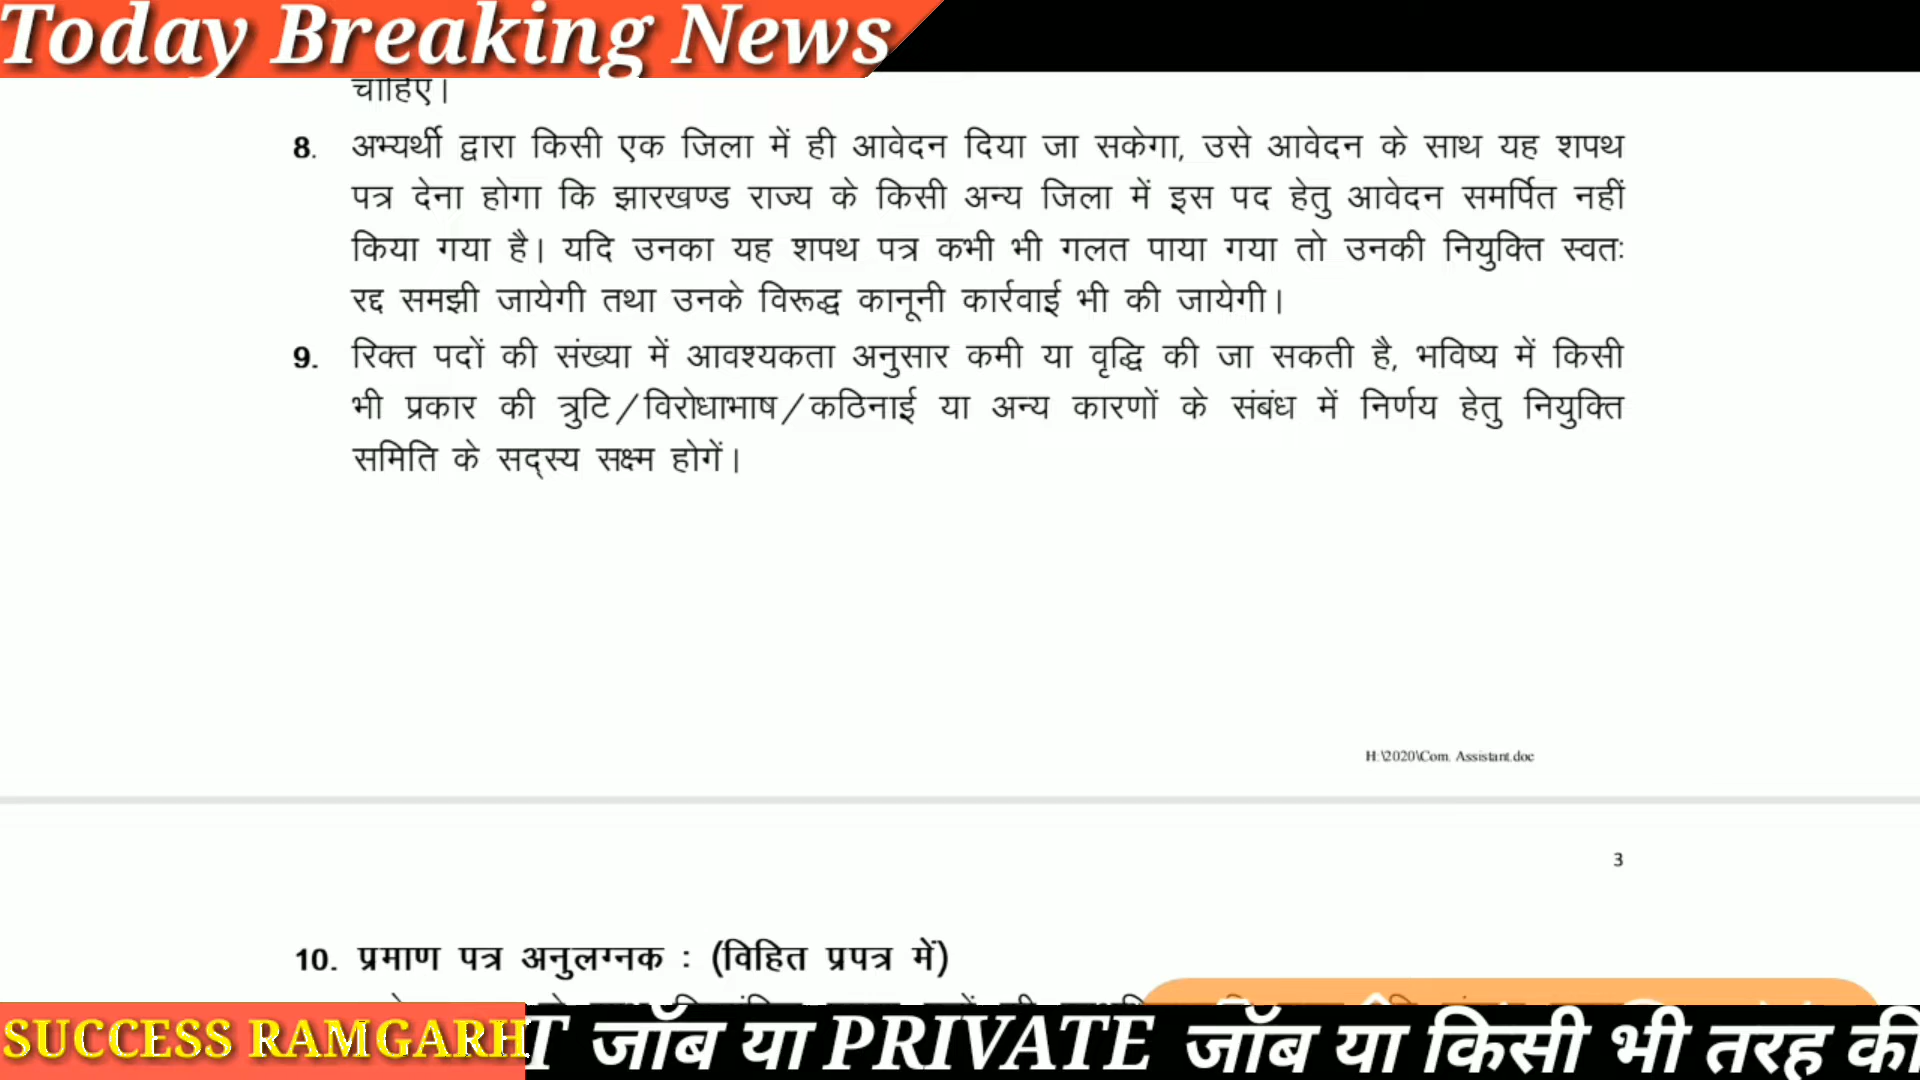 Today Breaking News
चाहिए।
8. अभ्यर्थी द्वारा किसी एक जिला में ही आवेदन दिया जा सकेगा, उसे आवेदन के साथ यह शपथ
पत्र देना होगा कि झारखण्ड राज्य के किसी अन्य जिला में इस पद हेतु आवेदन समर्पित नहीं
किया गया है। यदि उनका यह शपथ पत्र कभी भी गलत पाया गया तो उनकी नियुक्ति स्वतः
रद्द समझी जायेगी तथा उनके विरूद्ध कानूनी कार्रवाई भी की जायेगी।
9. रिक्त पदों की संख्या में आवश्यकता अनुसार कमी या वृद्धि की जा सकती है, भविष्य में किसी
भी प्रकार की त्रुटि/विरोधाभाष/कठिनाई या अन्य कारणों के संबंध में निर्णय हेतु नियुक्ति
समिति के सद्स्य सक्ष्म होगें।
H:\2020\Com. Assistant.doc
3
10. प्रमाण पत्र अनुलग्नक : (विहित प्रपत्र में)
SUCCESS RAMGARH
T जॉब या PRIVATE जॉब या किसी भी तरह की